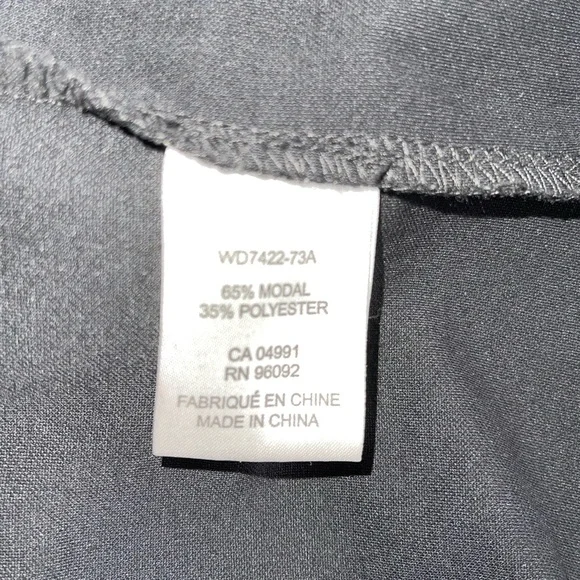 WD7422-73A
65% MODAL
35% POLYESTER
CA 04991
RN 96092
FABRIQUÉ EN CHINE
MADE IN CHINA